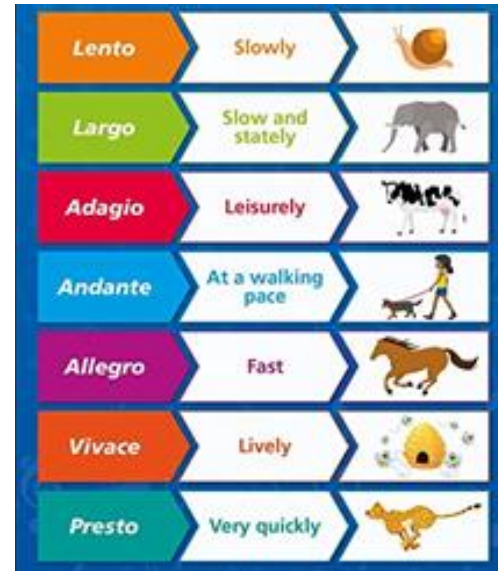 Lento
Slowly
Largo
Slow and
stately
Adagio
Leisurely
Andante
At a walking
pace
Allegro
Fast
Vivace
Lively
Presto
Very quickly